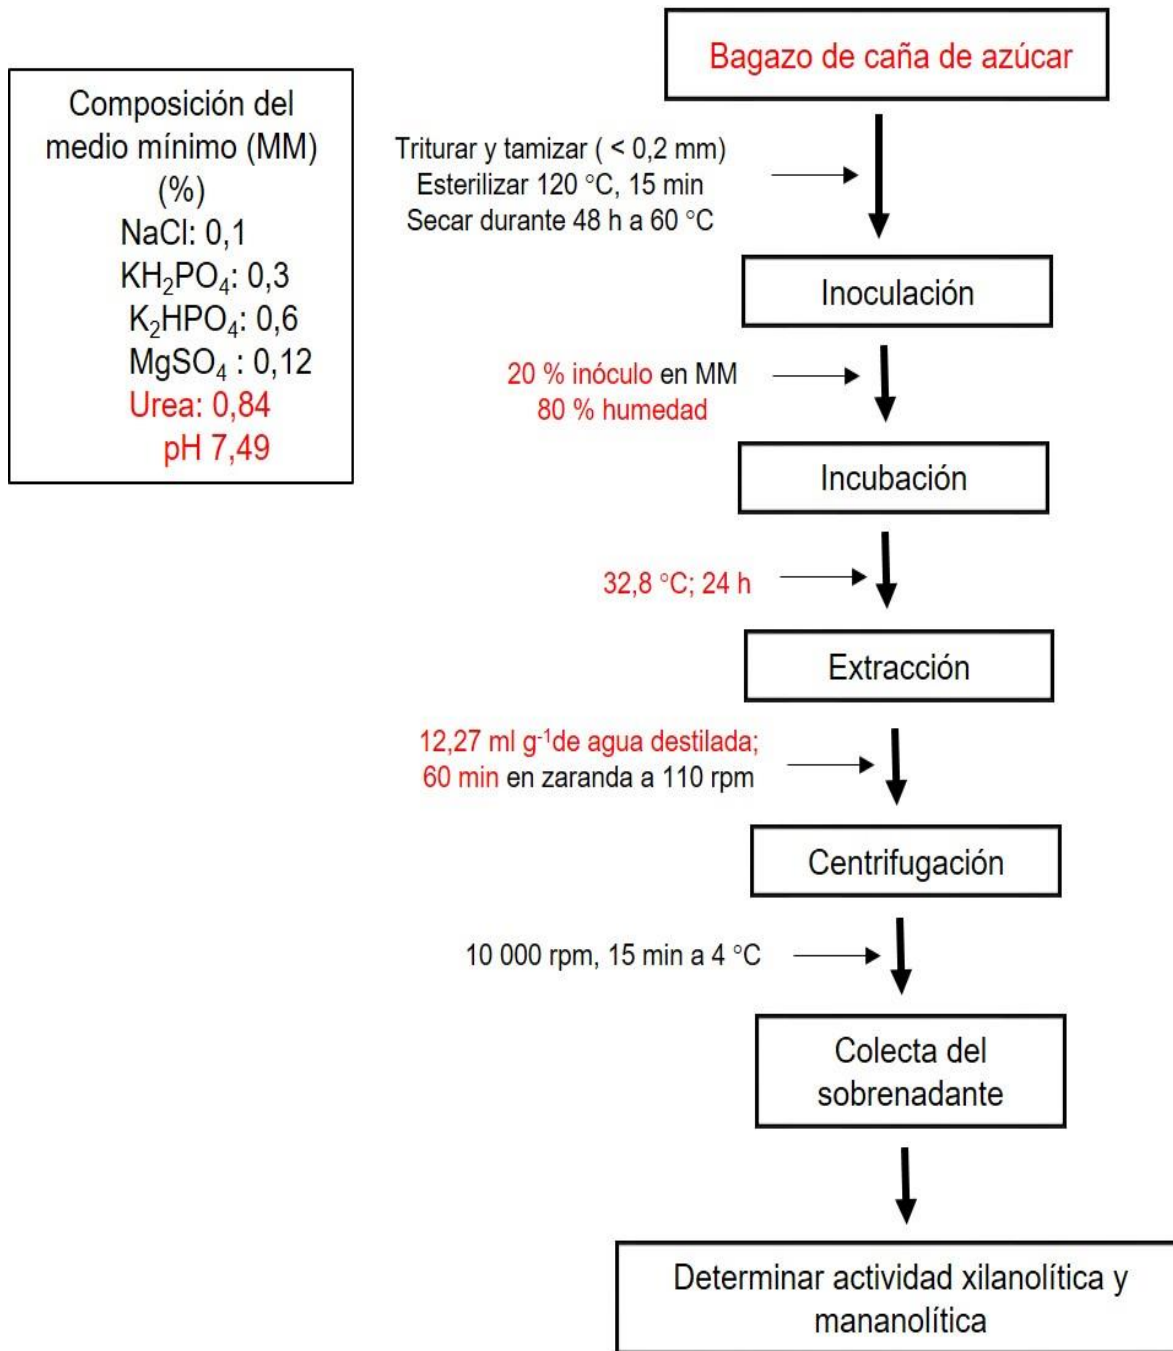 Bagazo de caña de azúcar
Composición del
medio mínimo (MM)
(%)
NaCl: 0,1
KH₂PO₄: 0,3
K₂HPO₄: 0,6
MgSO₄ : 0,12
Urea: 0,84
pH 7,49
Triturar y tamizar ( < 0,2 mm)
Esterilizar 120 °C, 15 min
Secar durante 48 h a 60 °C
Inoculación
20 % inóculo en MM
80 % humedad
Incubación
32,8 °C; 24 h
Extracción
12,27 ml g⁻¹de agua destilada;
60 min en zaranda a 110 rpm
Centrifugación
10 000 rpm, 15 min a 4 °C
Colecta del
sobrenadante
Determinar actividad xilanolítica y
mananolítica